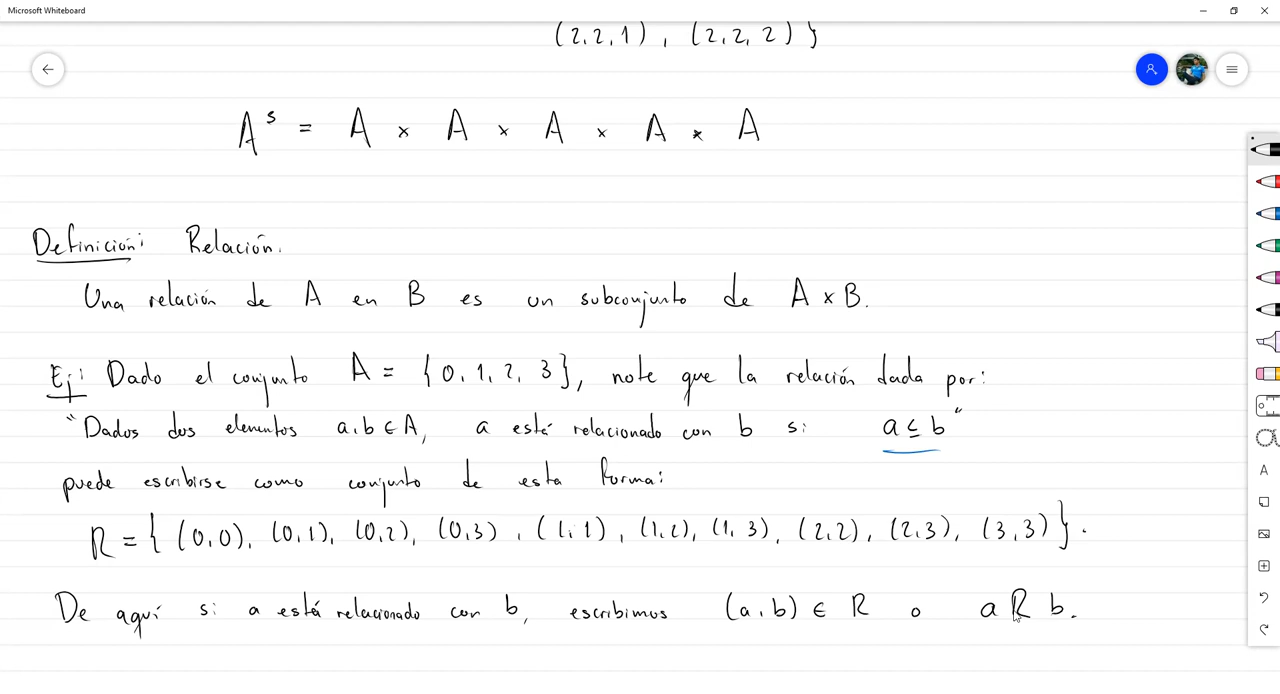 Microsoft Whiteboard
(2,2,1) , (2,2,2) }
A⁵ = A × A × A × A × A
Definición: Relación.
Una relación de A en B es un subconjunto de A × B.
Ej: Dado el conjunto A = {0, 1, 2, 3}, note que la relación dada por:
"Dados dos elementos a,b ∈ A, a está relacionado con b si a ≤ b"
puede escribirse como conjunto de esta forma:
R = { (0,0), (0,1), (0,2), (0,3), (1,1), (1,2), (1,3), (2,2), (2,3), (3,3) }.
De aquí si a está relacionado con b, escribimos (a,b) ∈ R o a R b.
A